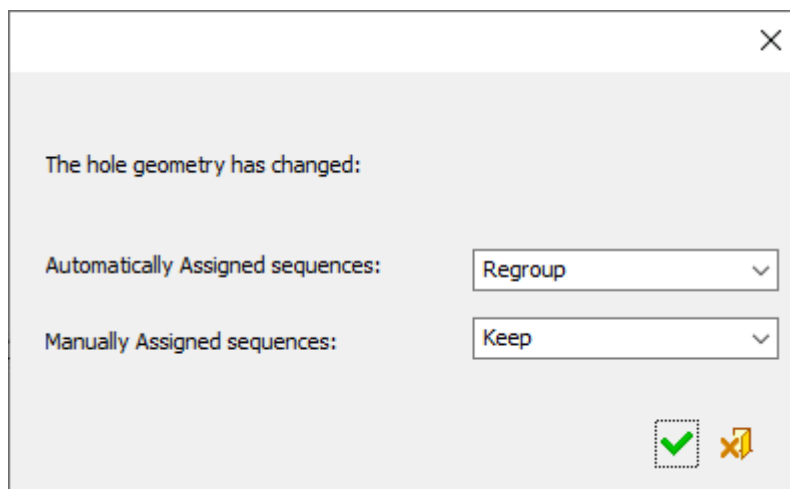 The hole geometry has changed:
Automatically Assigned sequences: Regroup
Manually Assigned sequences: Keep